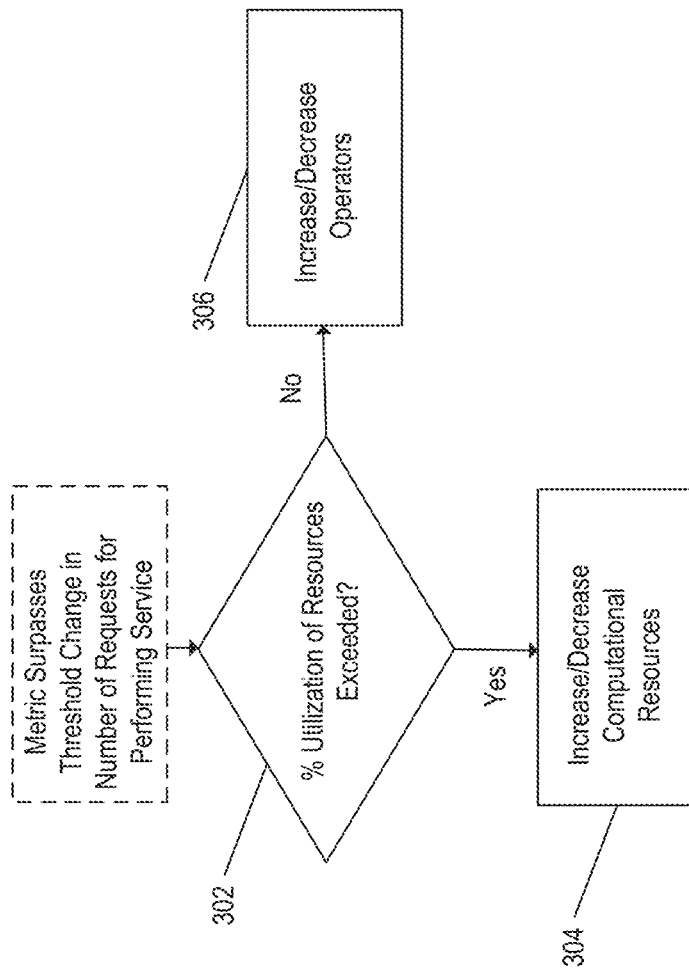 Metric Surpasses
Threshold Change in
Number of Requests for
Performing Service
302
% Utilization of Resources
Exceeded?
No
306
Increase/Decrease
Operators
Yes
304
Increase/Decrease
Computational
Resources